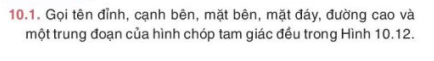 10.1. Gọi tên đỉnh, cạnh bên, mặt bên, mặt đáy, đường cao và
một trung đoạn của hình chóp tam giác đều trong Hình 10.12.